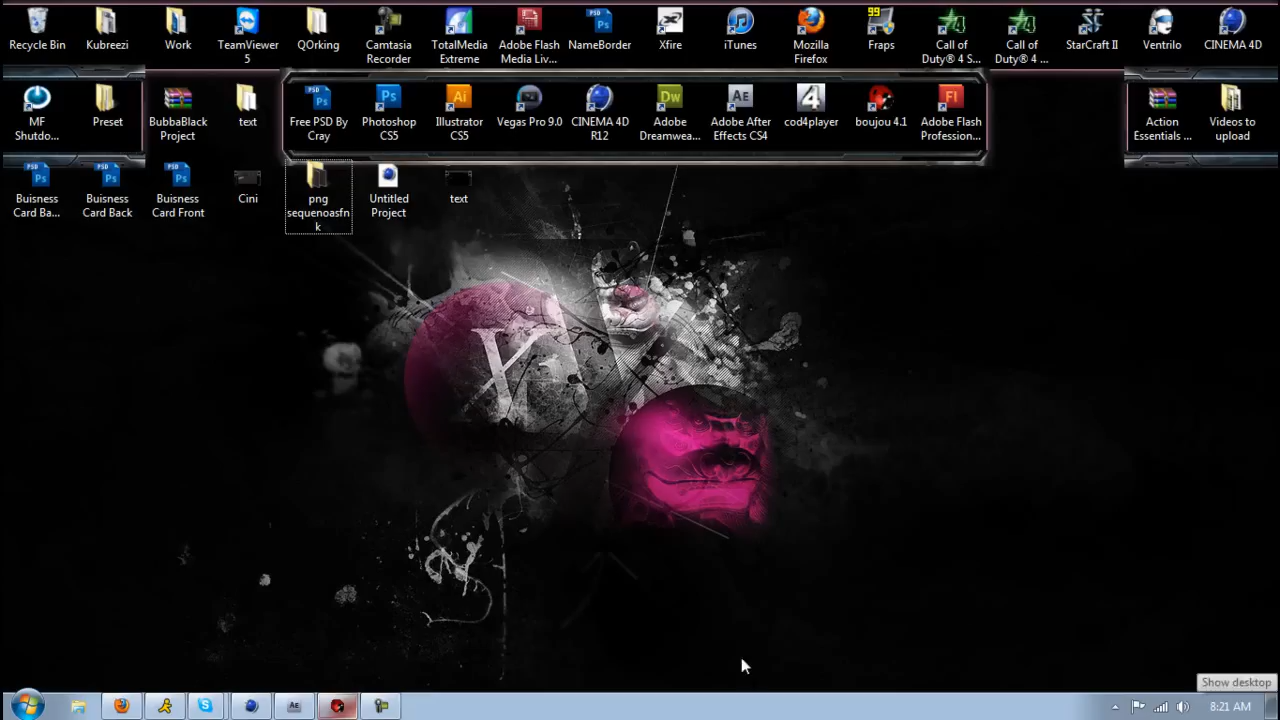 Recycle Bin
Kubreezi
Work
TeamViewer
5
QOrking
Camtasia
Recorder
TotalMedia
Extreme
Adobe Flash
Media Liv...
NameBorder
Xfire
iTunes
Mozilla
Firefox
99
Fraps
Call of
Duty® 4 S...
Call of
Duty® 4 ...
StarCraft II
Ventrilo
CINEMA 4D
MF
Shutdo...
Preset
BubbaBlack
Project
text
Free PSD By
Cray
Photoshop
CS5
Illustrator
CS5
Vegas Pro 9.0
CINEMA 4D
R12
Adobe
Dreamwea...
Adobe After
Effects CS4
cod4player
boujou 4.1
Adobe Flash
Profession...
Action
Essentials ...
Videos to
upload
Buisness
Card Ba...
Buisness
Card Back
Buisness
Card Front
Cini
png
sequenoasfn
k
Untitled
Project
text
Show desktop
8:21 AM